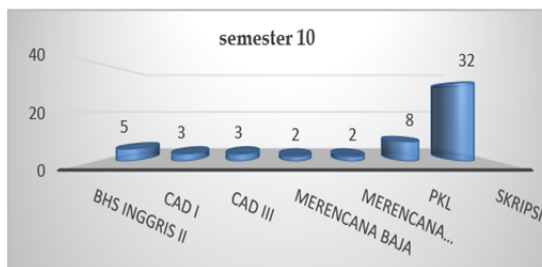 semester 10
40
20
0
5
3
3
2
2
8
32
BHS INGGRIS II
CAD I
CAD III
MERENCANA BAJA
MERENCANA...
PKL
SKRIPSI